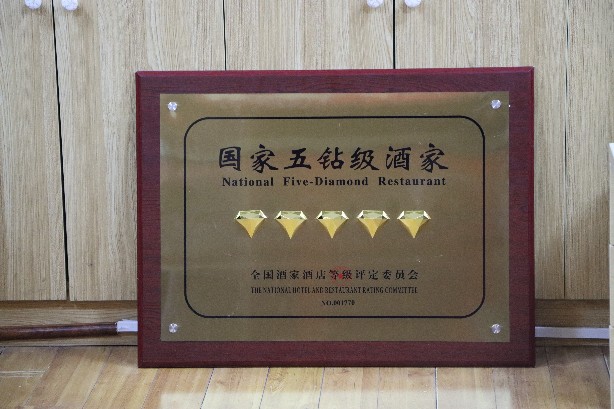 国家五钻级酒家
National Five-Diamond Restaurant
全国酒家酒店等级评定委员会
THE NATIONAL HOTEL AND RESTAURANT RATING COMMITTEE